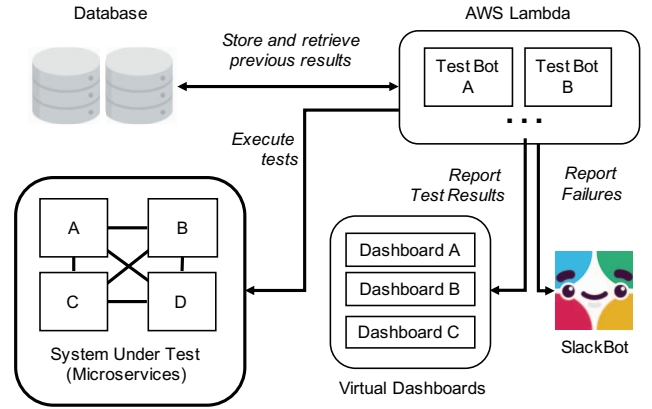 Database
AWS Lambda
Store and retrieve
previous results
Test Bot
A
Test Bot
B
...
Execute
tests
Report
Test Results
Report
Failures
A
B
C
D
System Under Test
(Microservices)
Dashboard A
Dashboard B
Dashboard C
Virtual Dashboards
SlackBot